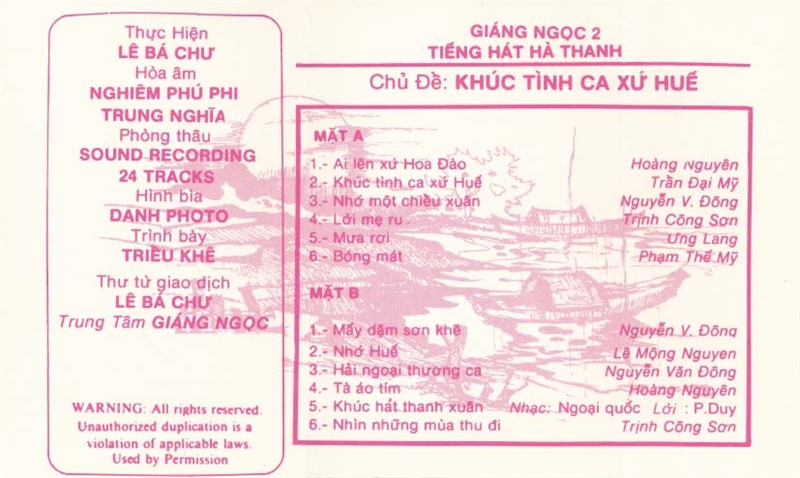 Thực Hiện
LÊ BÁ CHƯ
Hòa âm
NGHIÊM PHÚ PHI
TRUNG NGHĨA
Phòng thâu
SOUND RECORDING
24 TRACKS
Hình bìa
DANH PHOTO
Trình bày
TRIỀU KHÊ
Thư từ giao dịch
LÊ BÁ CHƯ
Trung Tâm GIÁNG NGỌC
WARNING: All rights reserved.
Unauthorized duplication is a
violation of applicable laws.
Used by Permission
GIÁNG NGỌC 2
TIẾNG HÁT HÀ THANH
Chủ Đề: KHÚC TÌNH CA XỨ HUẾ
MẶT A
1.- Ai lên xứ Hoa Đào Hoàng Nguyên
2.- Khúc tình ca xứ Huế Trần Đại Mỹ
3.- Nhớ một chiều xuân Nguyễn V. Đông
4.- Lời mẹ ru Trịnh Công Sơn
5.- Mưa rơi Ưng Lang
6.- Bóng mát Phạm Thế Mỹ
MẶT B
1.- Mấy dặm sơn khê Nguyễn V. Đông
2.- Nhớ Huế Lê Mộng Nguyen
3.- Hải ngoại thương ca Nguyễn Văn Đông
4.- Tà áo tím Hoàng Nguyên
5.- Khúc hát thanh xuân Nhạc: Ngoại quốc Lời : P.Duy
6.- Nhìn những mùa thu đi Trịnh Công Sơn